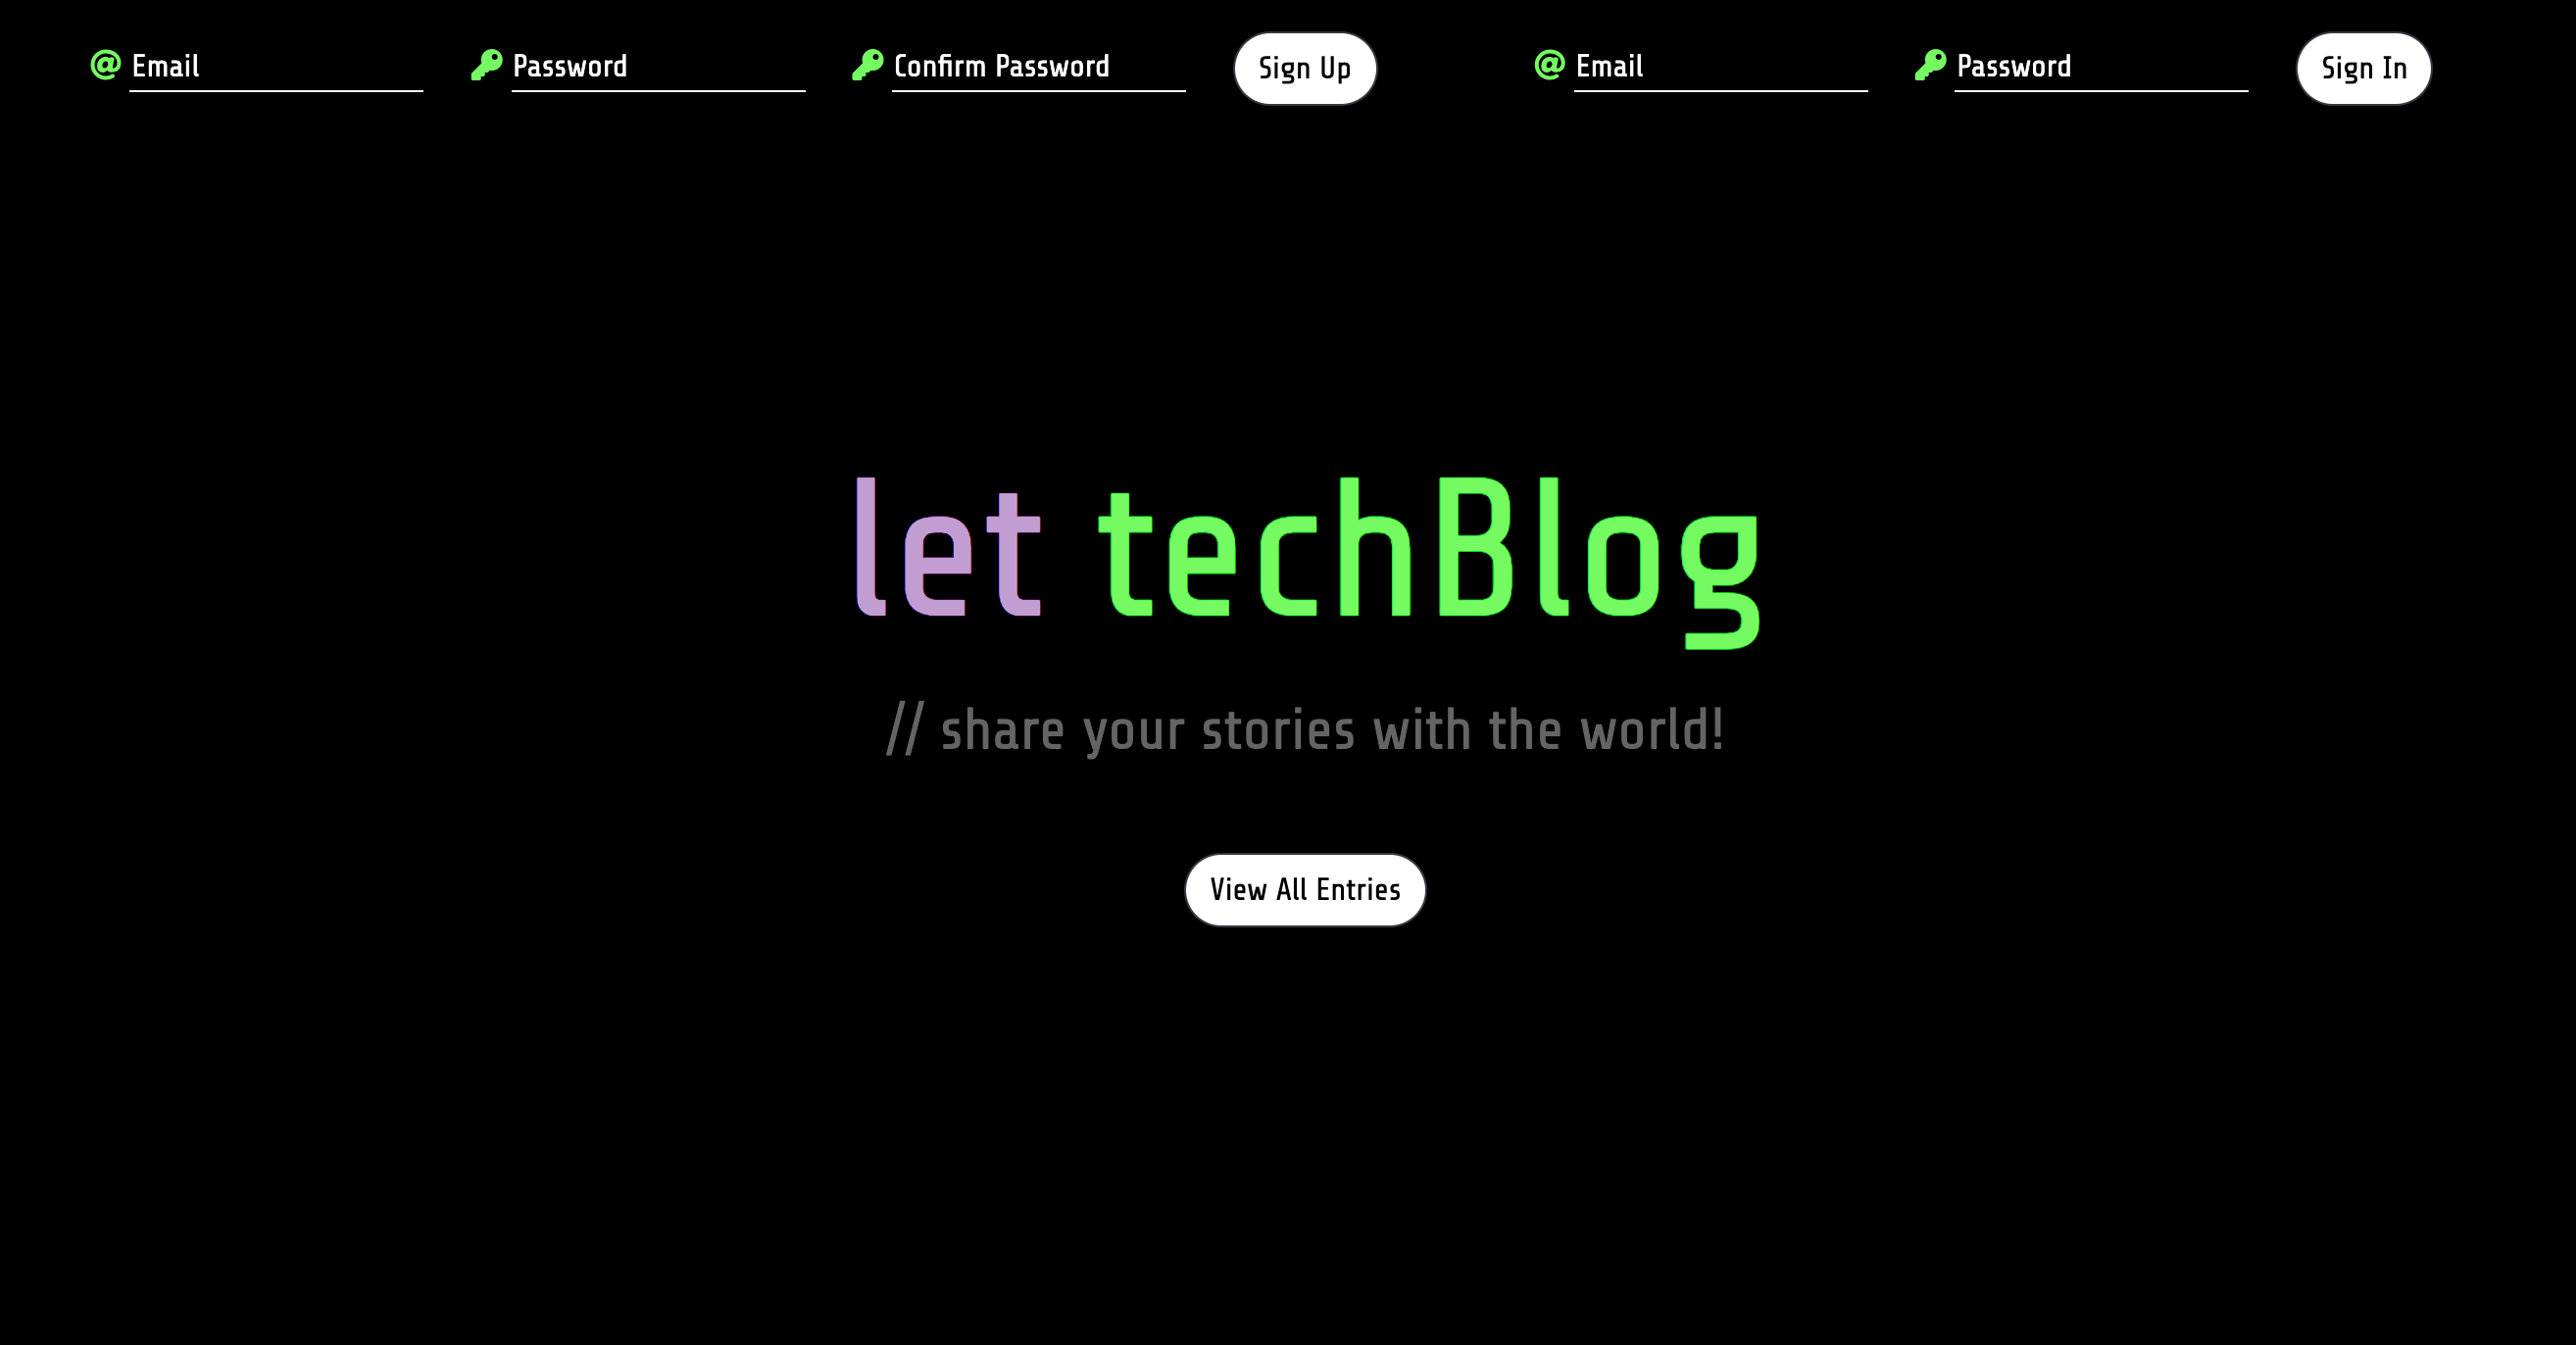 @ Email Password Confirm Password Sign Up @ Email Password Sign In
let techBlog
// share your stories with the world!
View All Entries